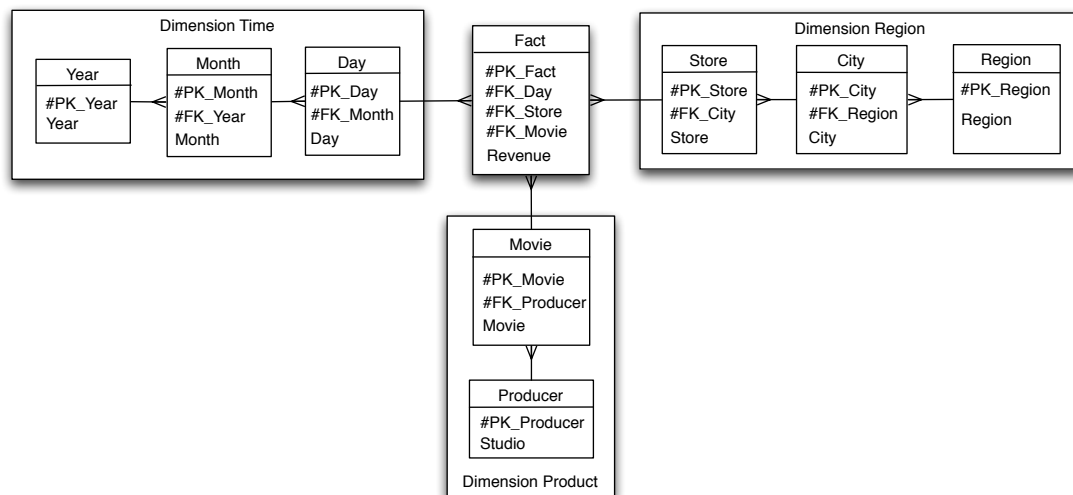 Dimension Time
Year
#PK_Year
Year
Month
#PK_Month
#FK_Year
Month
Day
#PK_Day
#FK_Month
Day
Fact
#PK_Fact
#FK_Day
#FK_Store
#FK_Movie
Revenue
Dimension Region
Store
#PK_Store
#FK_City
Store
City
#PK_City
#FK_Region
City
Region
#PK_Region
Region
Movie
#PK_Movie
#FK_Producer
Movie
Producer
#PK_Producer
Studio
Dimension Product